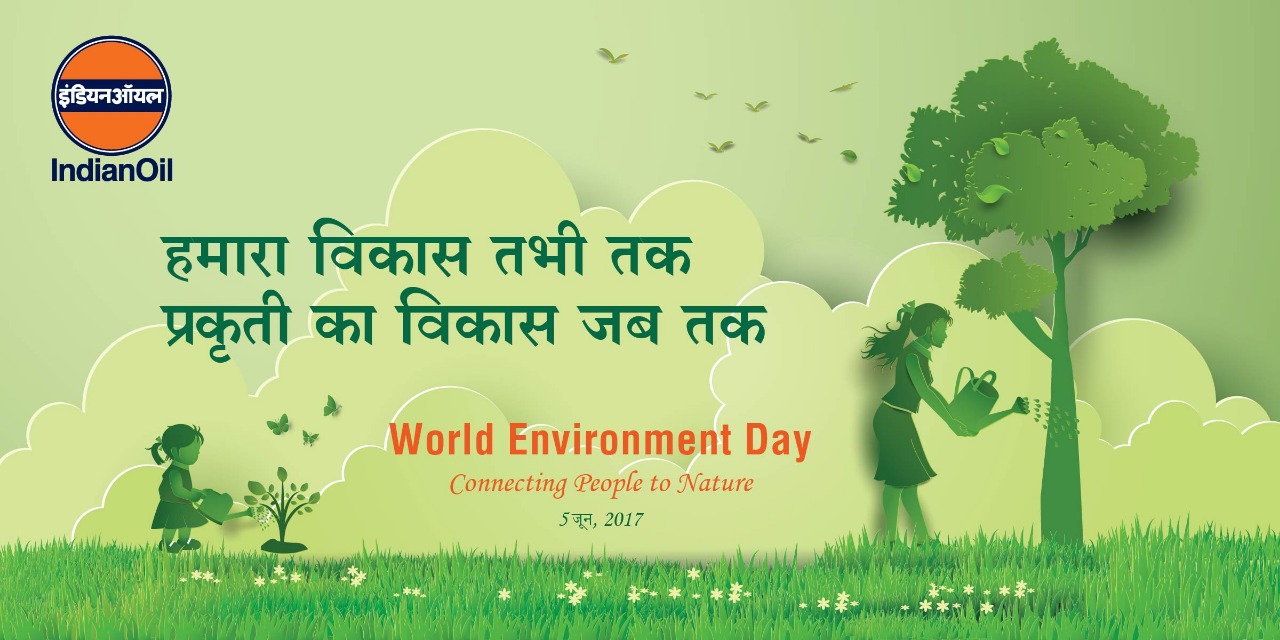 इंडियनऑयल
IndianOil
हमारा विकास तभी तक
प्रकृती का विकास जब तक
World Environment Day
Connecting People to Nature
5 जून, 2017